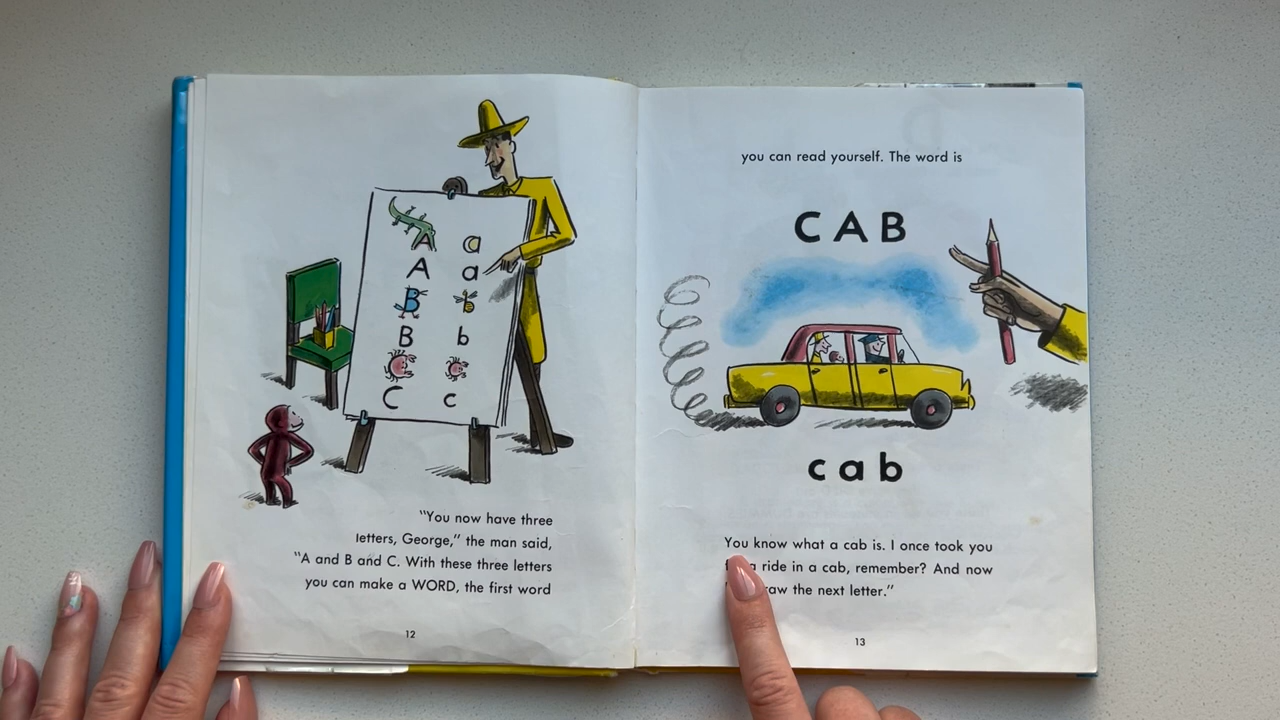 A a
A a
B b
B b
C c
"You now have three
letters, George," the man said,
"A and B and C. With these three letters
you can make a WORD, the first word
12
you can read yourself. The word is
CAB
cab
You know what a cab is. I once took you
a ride in a cab, remember? And now
the next letter."
13